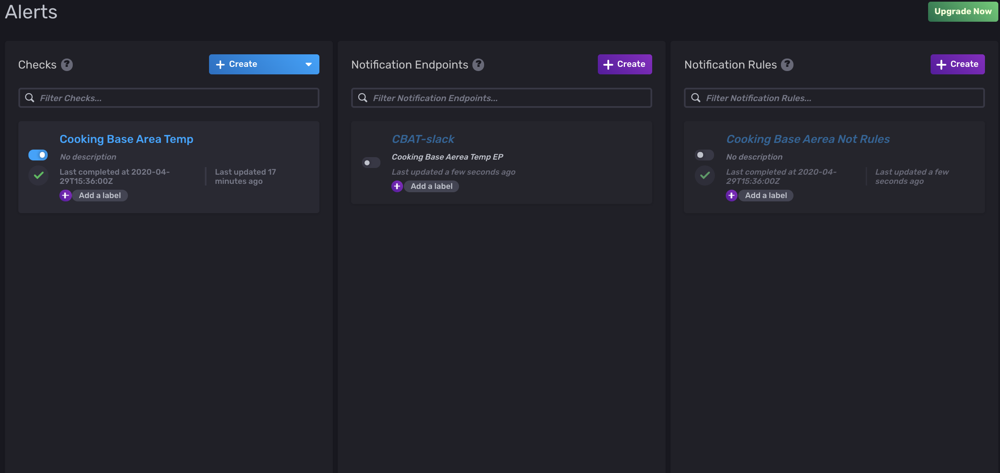 Alerts
Upgrade Now
Checks ?
Create
Filter Checks...
Cooking Base Area Temp
No description
Last completed at 2020-04-
29T15:36:00Z
Last updated 17
minutes ago
Add a label
Notification Endpoints ?
Create
Filter Notification Endpoints...
CBAT-slack
Cooking Base Aerea Temp EP
Last updated a few seconds ago
Add a label
Notification Rules ?
Create
Filter Notification Rules...
Cooking Base Aerea Not Rules
No description
Last completed at 2020-04-
29T15:36:00Z
Last updated a few
seconds ago
Add a label